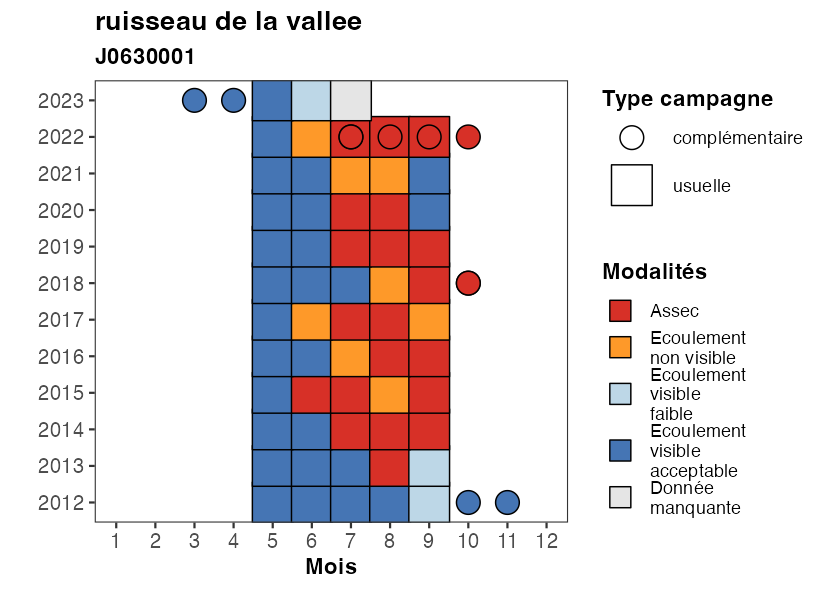 ruisseau de la vallee
J0630001
2023
2022
2021
2020
2019
2018
2017
2016
2015
2014
2013
2012
1 2 3 4 5 6 7 8 9 10 11 12
Mois
Type campagne
complémentaire
usuelle
Modalités
Assec
Ecoulement
non visible
Ecoulement
visible
faible
Ecoulement
visible
acceptable
Donnée
manquante